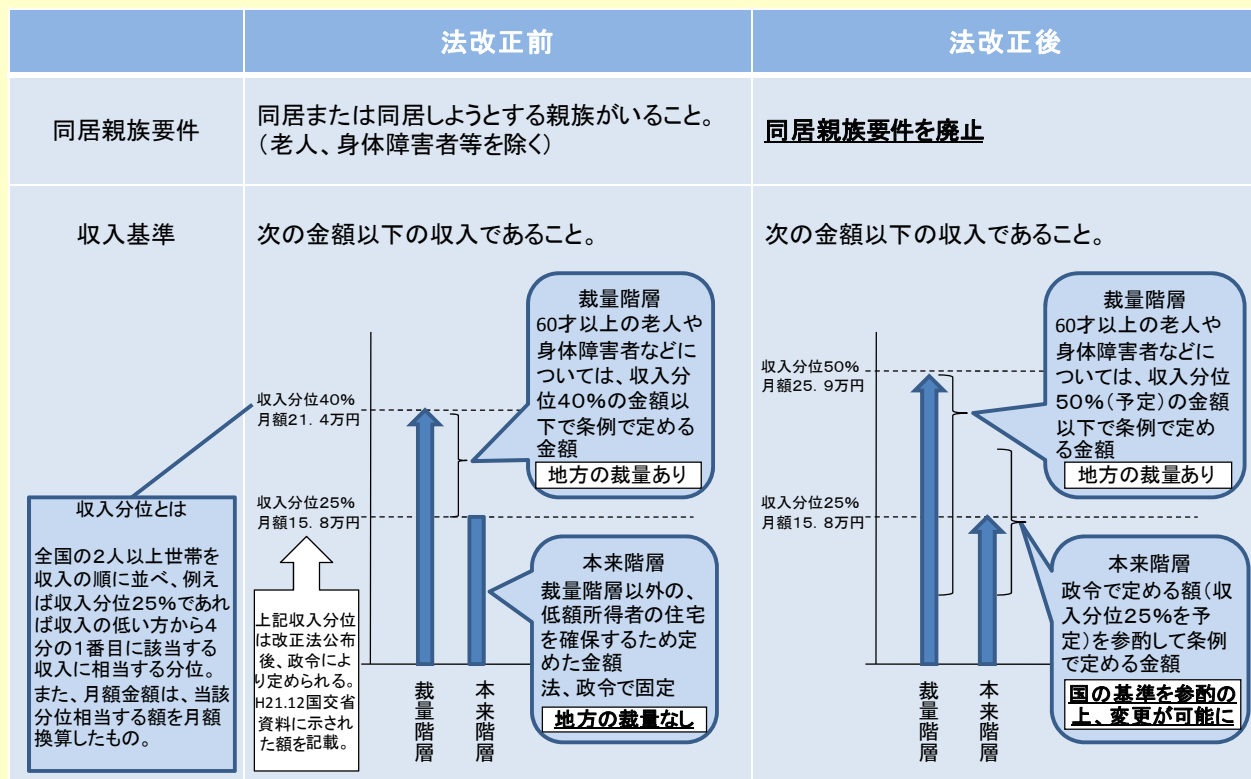 法改正前
法改正後
同居親族要件
同居または同居しようとする親族がいること。
（老人、身体障害者等を除く）
同居親族要件を廃止
収入基準
次の金額以下の収入であること。
次の金額以下の収入であること。
裁量階層
60才以上の老人や
身体障害者などに
ついては、収入分
位40%の金額以
下で条例で定める
金額
地方の裁量あり
収入分位40%
月額21．4万円
収入分位25%
月額15．8万円
収入分位とは
全国の2人以上世帯を
収入の順に並べ、例え
ば収入分位25%であれ
ば収入の低い方から4
分の1番目に該当する
収入に相当する分位。
また、月額金額は、当該
分位相当する額を月額
換算したもの。
上記収入分位
は改正法公布
後、政令によ
り定められる。
H21.12国交省
資料に示され
た額を記載。
本来階層
裁量階層以外の、
低額所得者の住宅
を確保するため定
めた金額
法、政令で固定
地方の裁量なし
裁量階層
本来階層
裁量階層
60才以上の老人や
身体障害者などに
ついては、収入分位
50%（予定）の金額
以下で条例で定め
る金額
地方の裁量あり
収入分位50%
月額25．9万円
収入分位25%
月額15．8万円
本来階層
政令で定める額（収
入分位25%を予
定）を参酌して条例
で定める金額
国の基準を参酌の
上、変更が可能に
裁量階層
本来階層